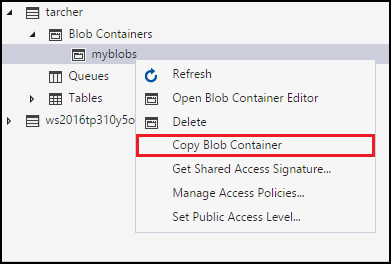 tarcher
Blob Containers
myblobs
Refresh
Queues
Open Blob Container Editor
Tables
Delete
ws2016tp310y5o
Copy Blob Container
Get Shared Access Signature...
Manage Access Policies...
Set Public Access Level...